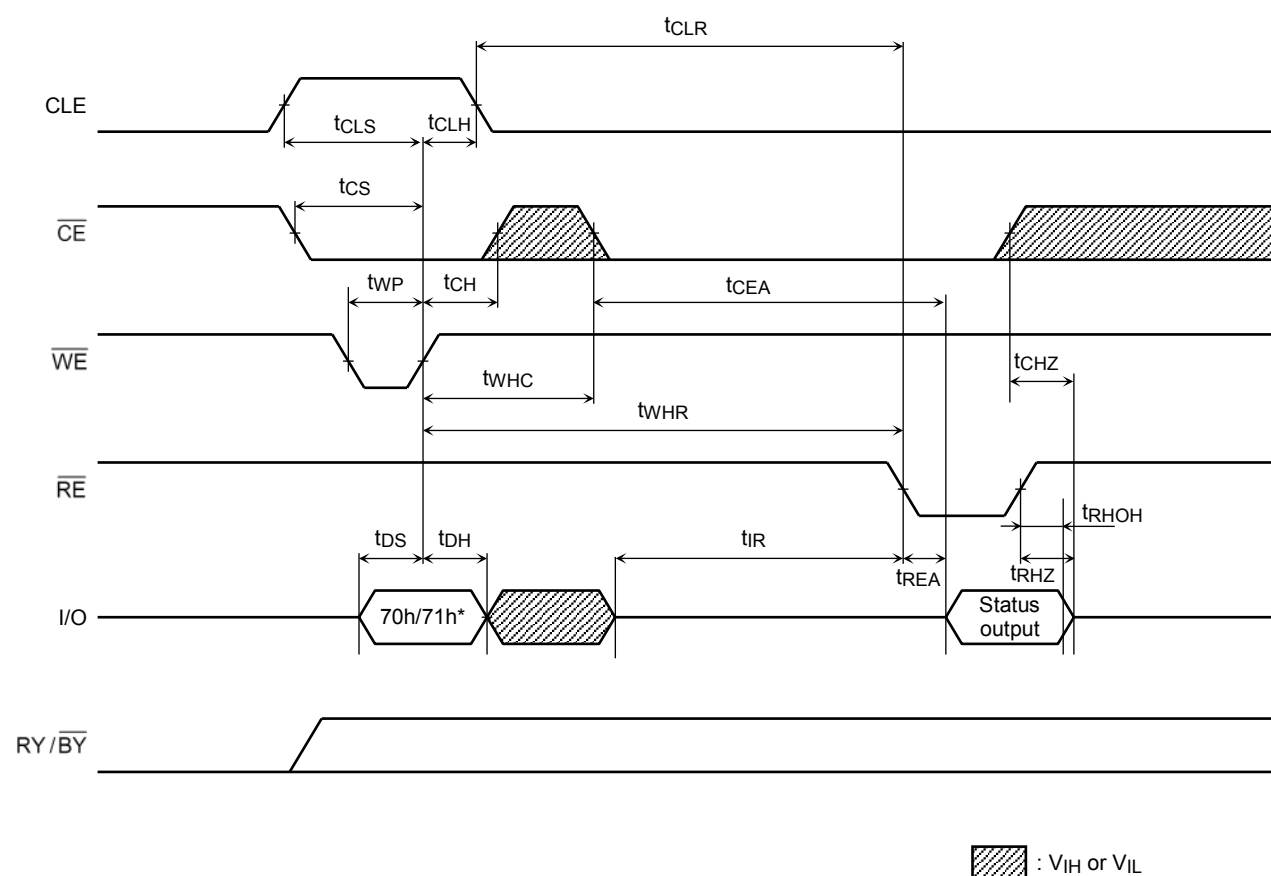 tCLR
CLE
tCLS
tCLH
tCS
CE
tWP
tCH
tCEA
WE
tCHZ
tWHC
tWHR
RE
tRHOH
tDS
tDH
tIR
tREA
tRHZ
I/O
70h/71h*
Status
output
RY/BY
: VIH or VIL